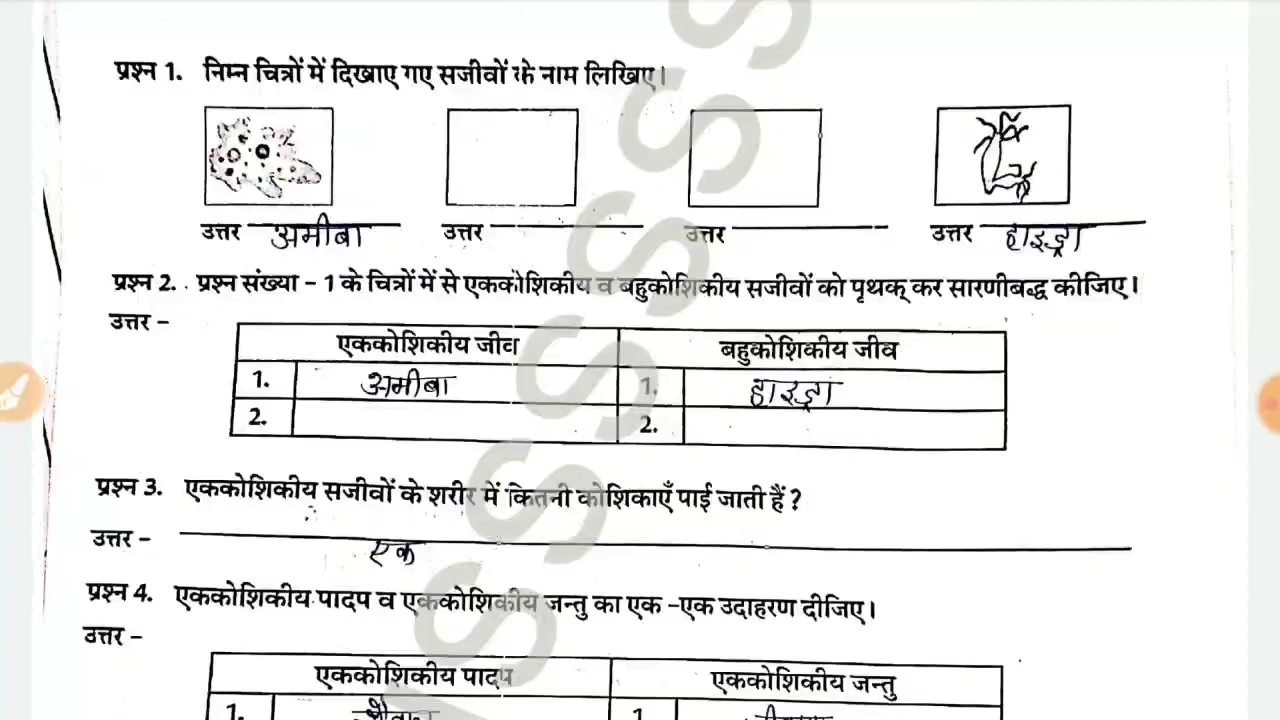 प्रश्न 1. निम्न चित्रों में दिखाए गए सजीवों के नाम लिखिए।
उत्तर अमीबा उत्तर उत्तर उत्तर हाइड्रा
प्रश्न 2. प्रश्न संख्या – 1 के चित्रों में से एककोशिकीय व बहुकोशिकीय सजीवों को पृथक् कर सारणीबद्ध कीजिए।
उत्तर –
एककोशिकीय जीव बहुकोशिकीय जीव
1. अमीबा 1. हाइड्रा
2. 2.
प्रश्न 3. एककोशिकीय सजीवों के शरीर में कितनी कोशिकाएँ पाई जाती हैं?
उत्तर –
एक
प्रश्न 4. एककोशिकीय पादप व एककोशिकीय जन्तु का एक –एक उदाहरण दीजिए।
उत्तर –
एककोशिकीय पादप एककोशिकीय जन्तु
1. 1